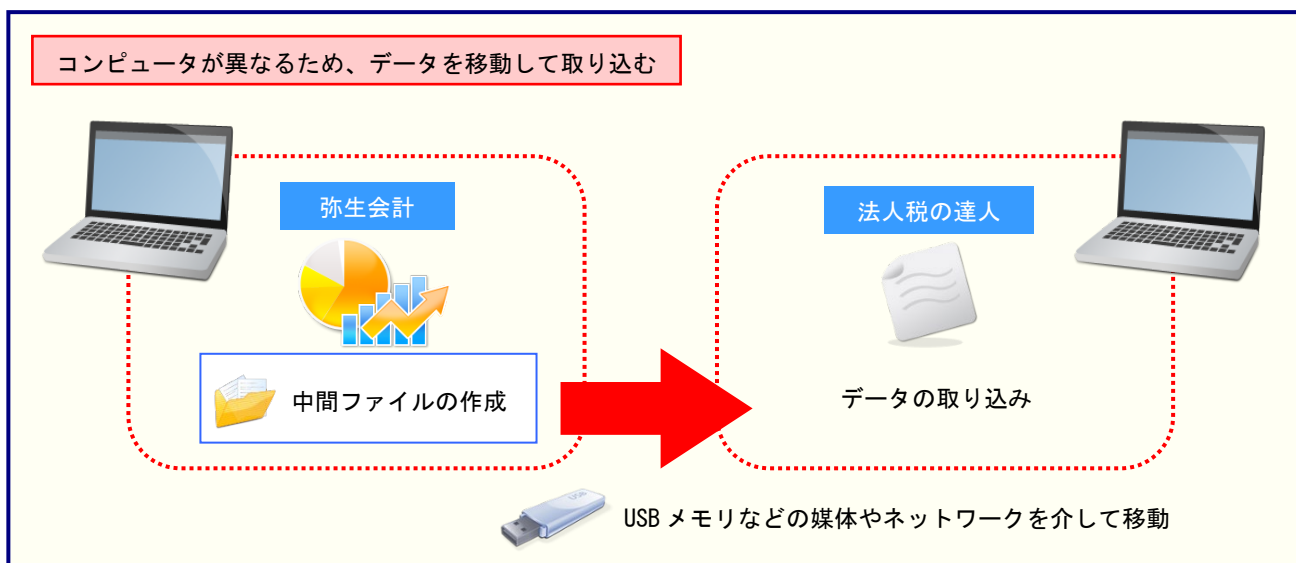 コンピュータが異なるため、データを移動して取り込む
弥生会計
法人税の達人
中間ファイルの作成
データの取り込み
USB
USB メモリなどの媒体やネットワークを介して移動